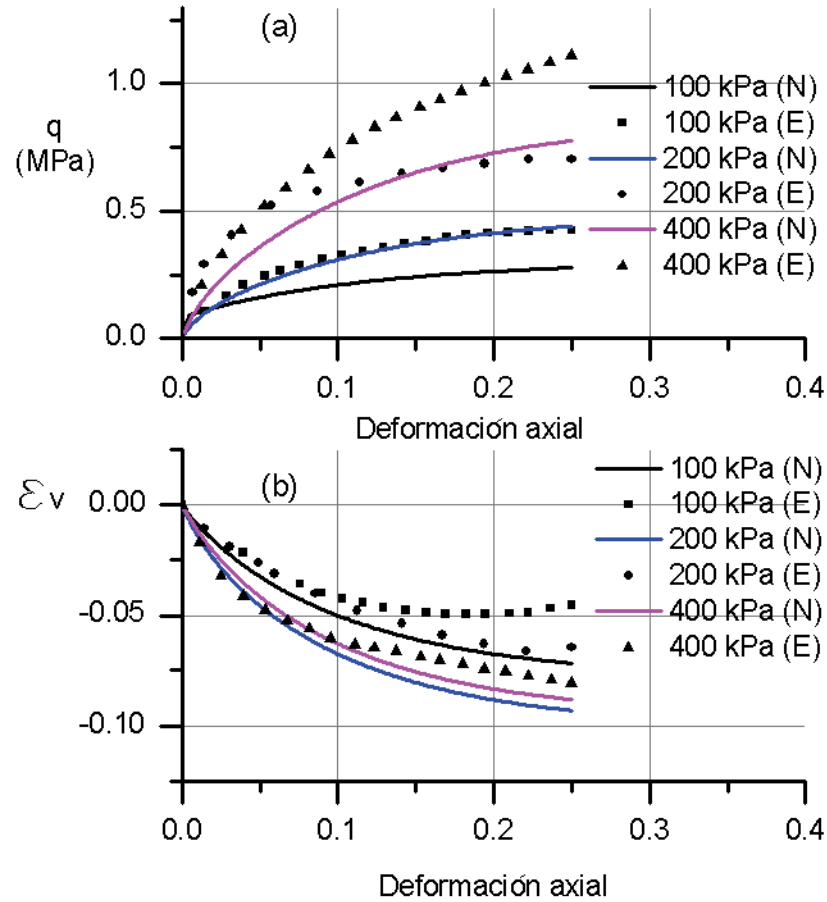 (a)
1.0
q
(MPa)
0.5
0.0
100 kPa (N)
100 kPa (E)
200 kPa (N)
200 kPa (E)
400 kPa (N)
400 kPa (E)
0.0 0.1 0.2 0.3 0.4
Deformación axial
(b)
εv 0.00
-0.05
-0.10
100 kPa (N)
100 kPa (E)
200 kPa (N)
200 kPa (E)
400 kPa (N)
400 kPa (E)
0.0 0.1 0.2 0.3 0.4
Deformación axial